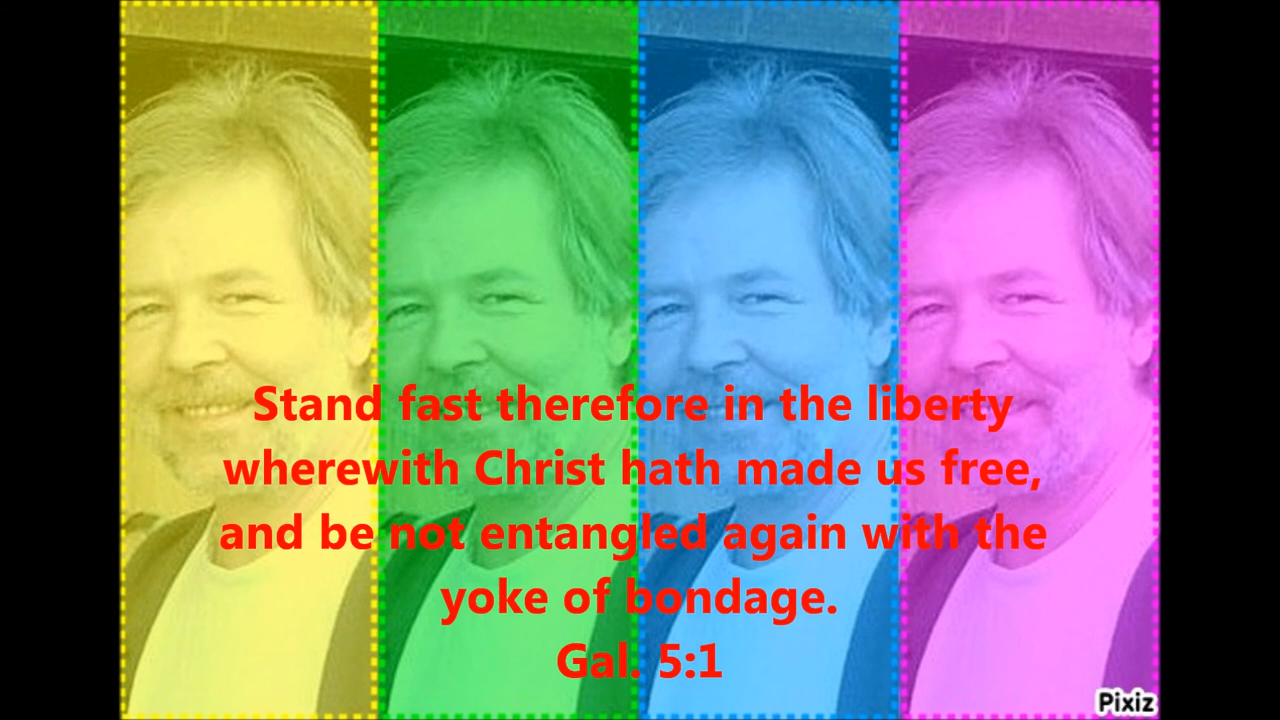 Stand fast therefore in the liberty
wherewith Christ hath made us free,
and be not entangled again with the
yoke of bondage.
Gal. 5:1
Pixiz